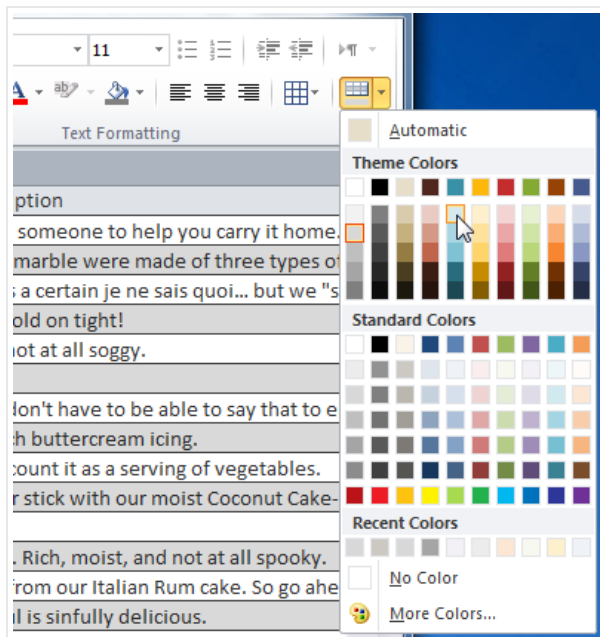 11
A
ab
Text Formatting
Automatic
Theme Colors
Standard Colors
Recent Colors
No Color
More Colors...
ption
someone to help you carry it home.
marble were made of three types of
s a certain je ne sais quoi... but we "s
old on tight!
not at all soggy.
don't have to be able to say that to e
ch buttercream icing.
count it as a serving of vegetables.
r stick with our moist Coconut Cake-
. Rich, moist, and not at all spooky.
from our Italian Rum cake. So go ahe
l is sinfully delicious.